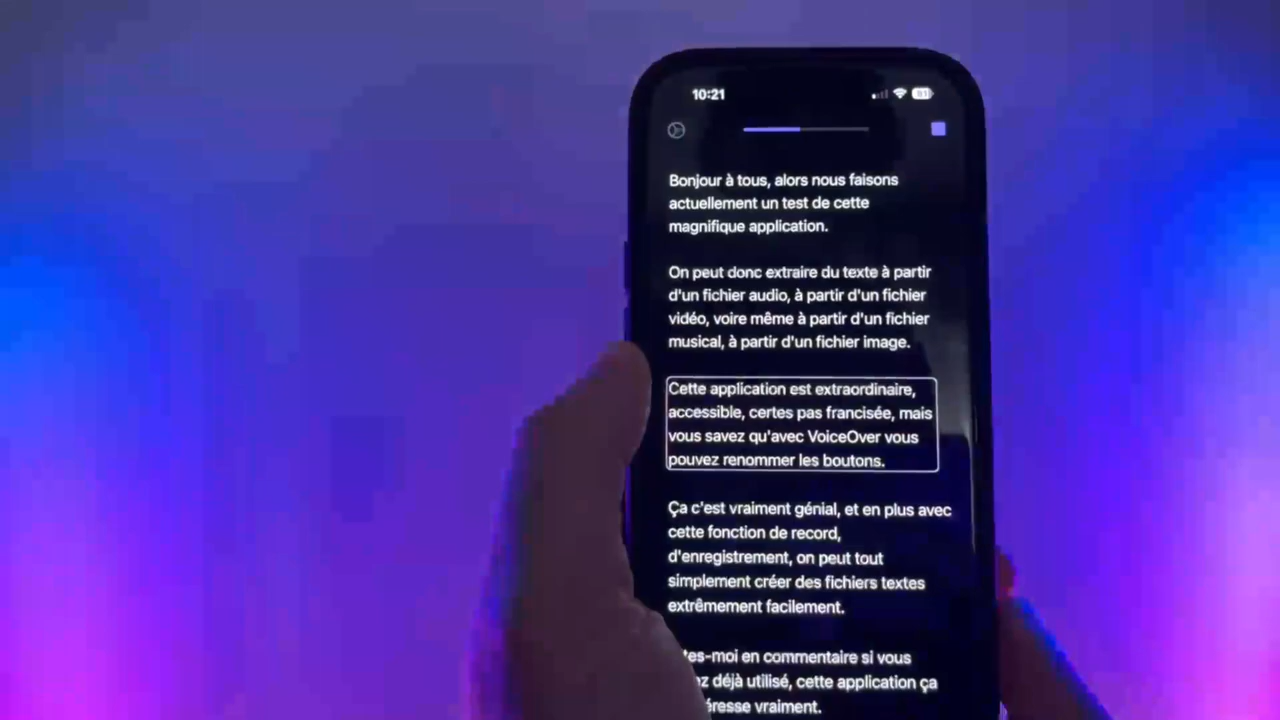 10:21
Bonjour à tous, alors nous faisons
actuellement un test de cette
magnifique application.
On peut donc extraire du texte à partir
d'un fichier audio, à partir d'un fichier
vidéo, voire même à partir d'un fichier
musical, à partir d'un fichier image.
Cette application est extraordinaire,
accessible, certes pas francisée, mais
vous savez qu'avec VoiceOver vous
pouvez renommer les boutons.
Ça c'est vraiment génial, et en plus avec
cette fonction de record,
d'enregistrement, on peut tout
simplement créer des fichiers textes
extrêmement facilement.
en commentaire si vous
déjà utilisé, cette application ça
vraiment.